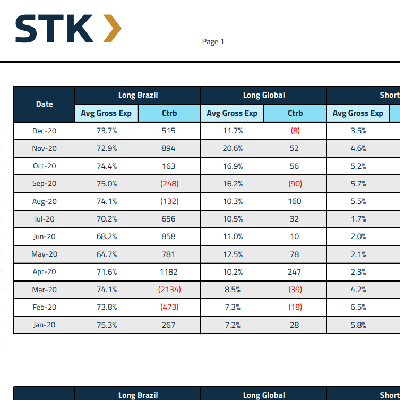 STK
Page 1
Date Long Brazil Long Global Short
Avg Gross Exp Ctrb Avg Gross Exp Ctrb Avg Gross Exp
Dec-20 73.7% 515 11.7% (8) 3.5%
Nov-20 72.9% 894 20.6% 52 4.6%
Oct-20 74.4% 163 16.9% 56 5.2%
Sep-20 75.0% (248) 16.2% (90) 5.7%
Aug-20 74.1% (132) 10.3% 160 5.5%
Jul-20 70.2% 656 10.5% 32 1.7%
Jun-20 68.2% 858 11.0% 10 2.0%
May-20 64.7% 781 12.5% 78 2.1%
Apr-20 71.6% 1182 10.2% 247 2.3%
Mar-20 74.1% (2134) 8.5% (39) 4.2%
Feb-20 73.8% (473) 7.3% (18) 6.5%
Jan-20 75.3% 267 7.2% 28 5.8%
Long Brazil Long Global Short